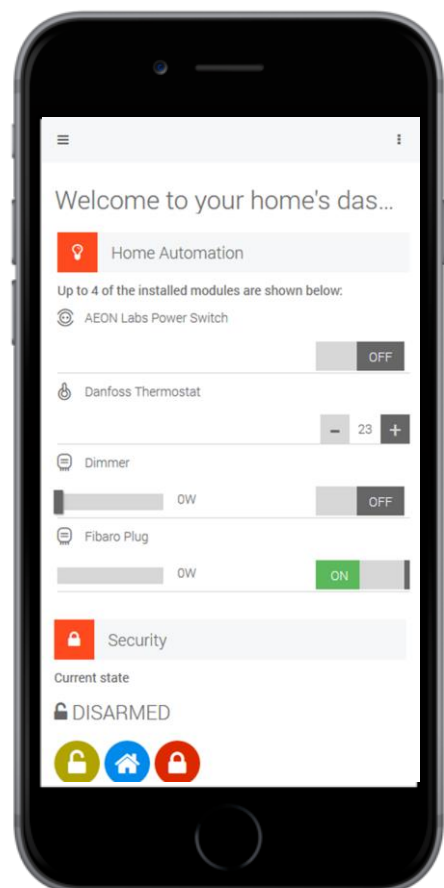 Welcome to your home's das...
Home Automation
Up to 4 of the installed modules are shown below:
AEON Labs Power Switch
OFF
Danfoss Thermostat
- 23 +
Dimmer
0W OFF
Fibaro Plug
0W ON
Security
Current state
DISARMED